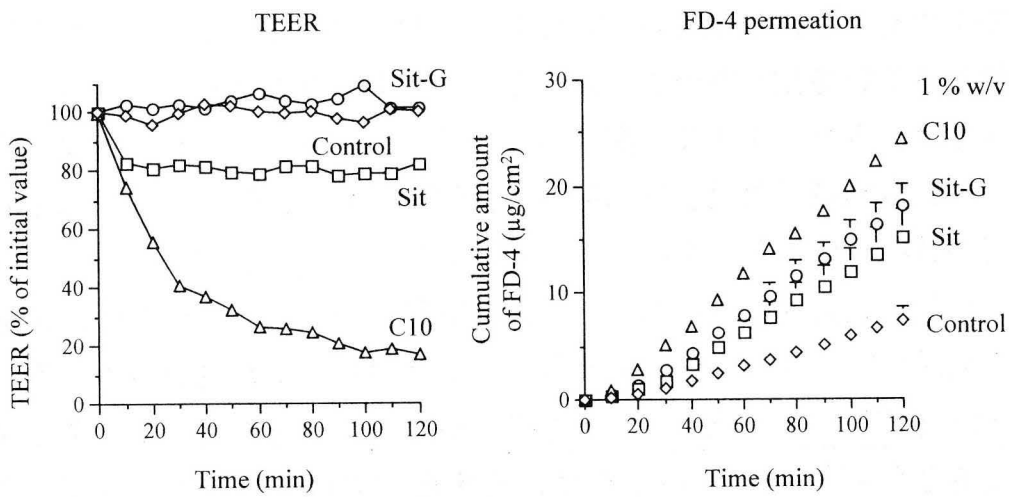 TEER
TEER (% of initial value)
100
80
60
40
20
0
Sit-G
Control
Sit
C10
0 20 40 60 80 100 120
Time (min)
FD-4 permeation
Cumulative amount
of FD-4 (μg/cm²)
30
20
10
0
1 % w/v
C10
Sit-G
Sit
Control
0 20 40 60 80 100 120
Time (min)